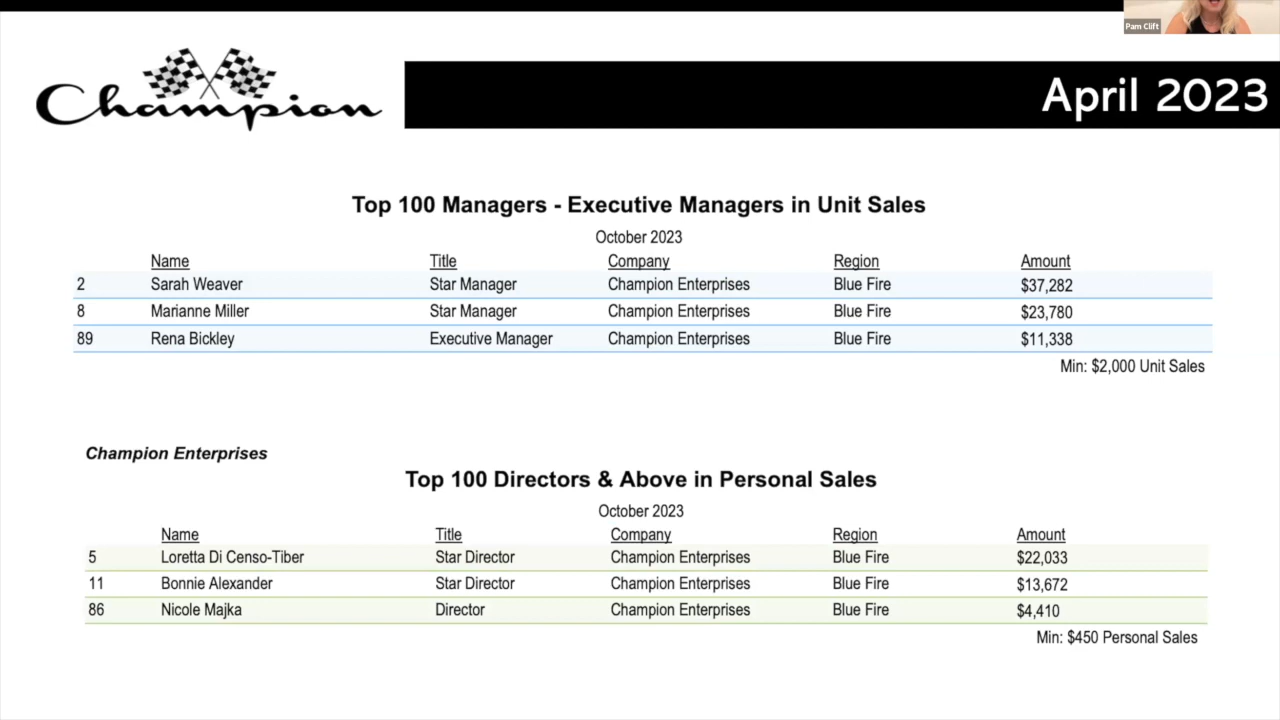 Pam Clift
Champion
April 2023
Top 100 Managers - Executive Managers in Unit Sales
October 2023
Name Title Company Region Amount
2 Sarah Weaver Star Manager Champion Enterprises Blue Fire $37,282
8 Marianne Miller Star Manager Champion Enterprises Blue Fire $23,780
89 Rena Bickley Executive Manager Champion Enterprises Blue Fire $11,338
Min: $2,000 Unit Sales
Champion Enterprises
Top 100 Directors & Above in Personal Sales
October 2023
Name Title Company Region Amount
5 Loretta Di Censo-Tiber Star Director Champion Enterprises Blue Fire $22,033
11 Bonnie Alexander Star Director Champion Enterprises Blue Fire $13,672
86 Nicole Majka Director Champion Enterprises Blue Fire $4,410
Min: $450 Personal Sales